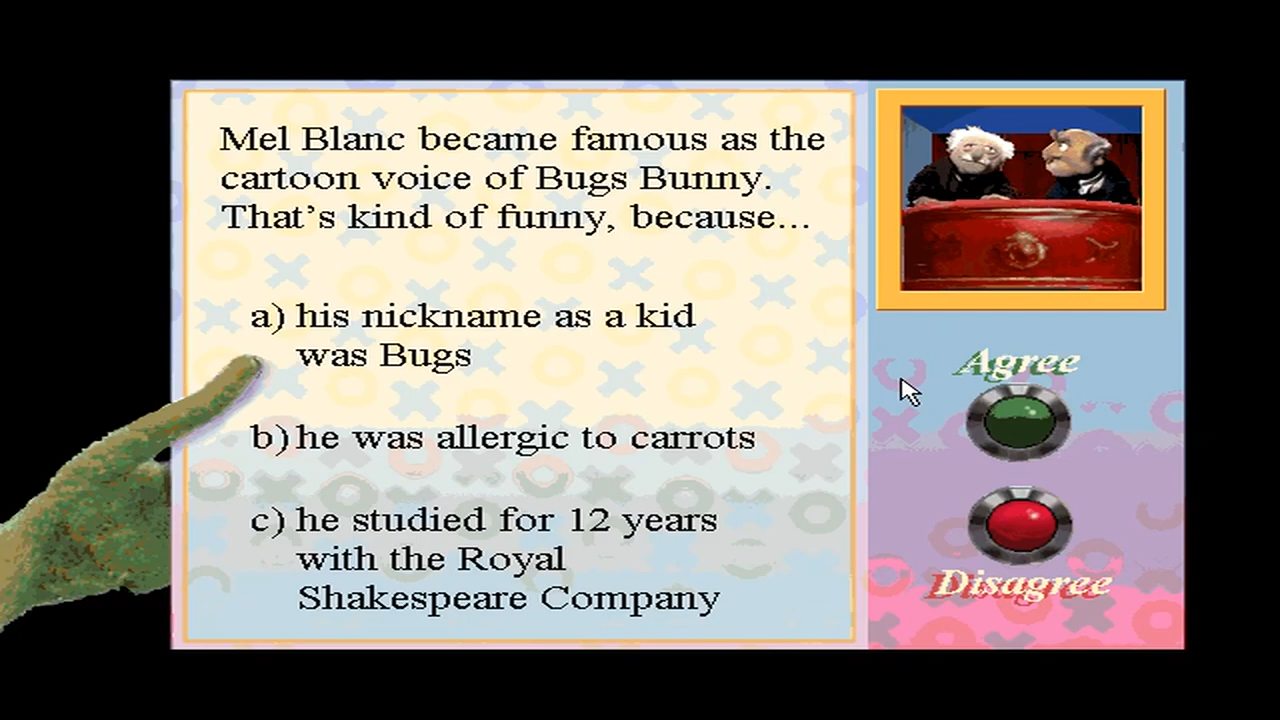 Mel Blanc became famous as the
cartoon voice of Bugs Bunny.
That's kind of funny, because...
a) his nickname as a kid
was Bugs
b) he was allergic to carrots
c) he studied for 12 years
with the Royal
Shakespeare Company
Agree
Disagree